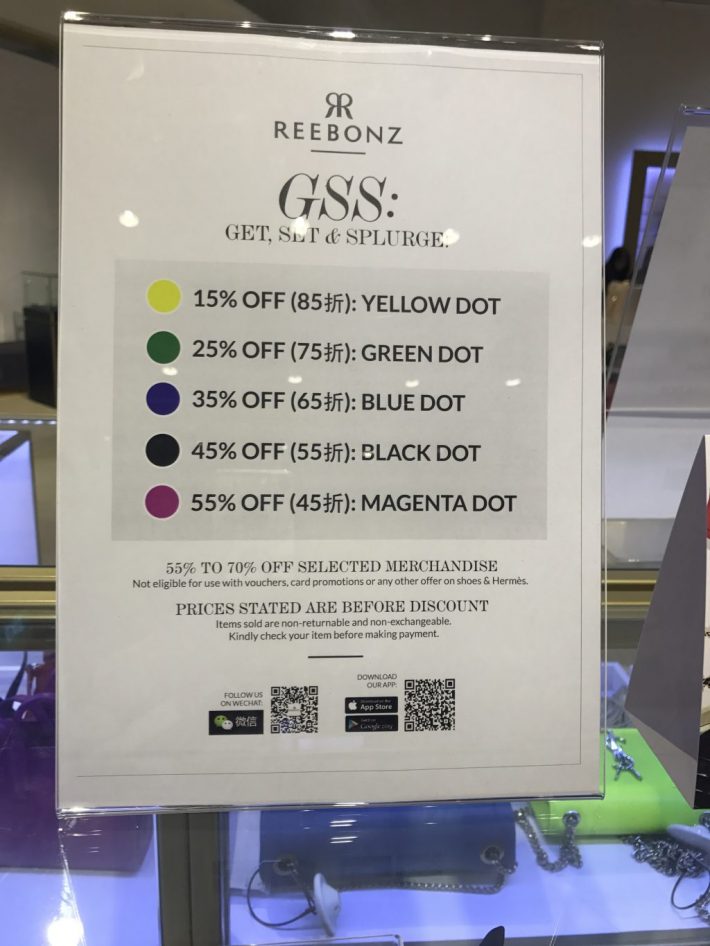 RR
REEBONZ
GSS:
GET, SET & SPLURGE.
15% OFF (85折): YELLOW DOT
25% OFF (75折): GREEN DOT
35% OFF (65折): BLUE DOT
45% OFF (55折): BLACK DOT
55% OFF (45折): MAGENTA DOT
55% TO 70% OFF SELECTED MERCHANDISE
Not eligible for use with vouchers, card promotions or any other offer on shoes & Hermès.
PRICES STATED ARE BEFORE DISCOUNT
Items sold are non-returnable and non-exchangeable.
Kindly check your item before making payment.
FOLLOW US
ON WECHAT:
微信
DOWNLOAD
OUR APP:
App Store
Google play